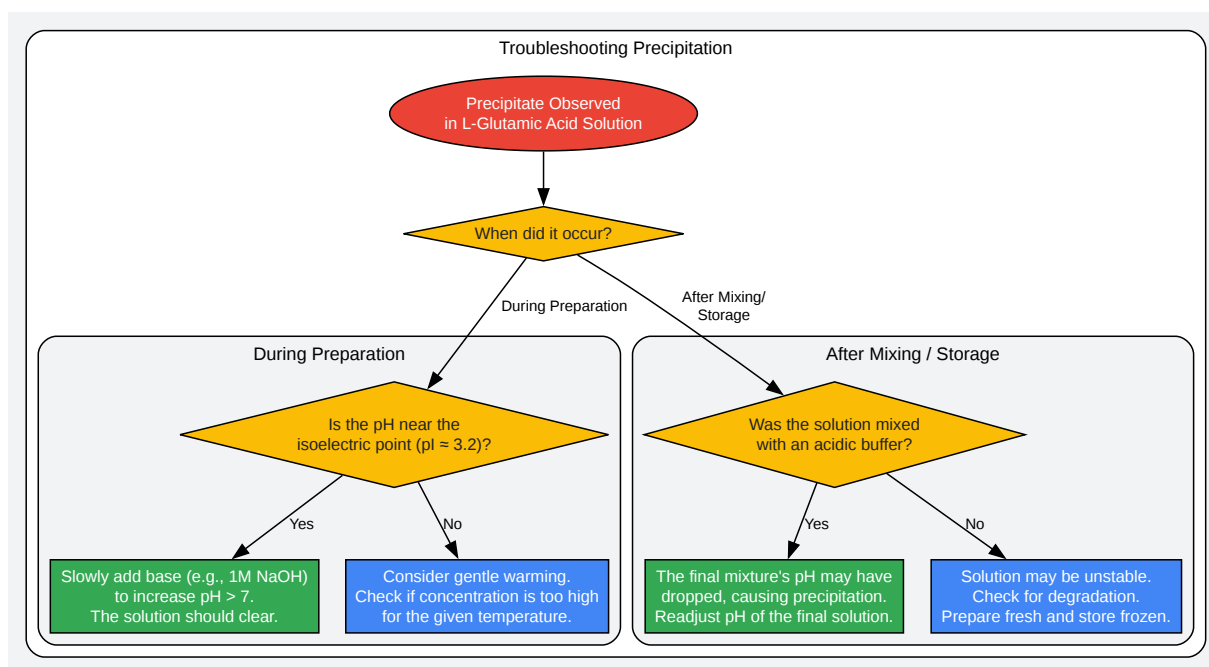 Troubleshooting Precipitation
Precipitate Observed
in L-Glutamic Acid Solution
When did it occur?
During Preparation
After Mixing/
Storage
During Preparation
Is the pH near the
isoelectric point (pI ≈ 3.2)?
Yes
No
Slowly add base (e.g., 1M NaOH)
to increase pH > 7.
The solution should clear.
Consider gentle warming.
Check if concentration is too high
for the given temperature.
After Mixing / Storage
Was the solution mixed
with an acidic buffer?
Yes
No
The final mixture's pH may have
dropped, causing precipitation.
Readjust pH of the final solution.
Solution may be unstable.
Check for degradation.
Prepare fresh and store frozen.